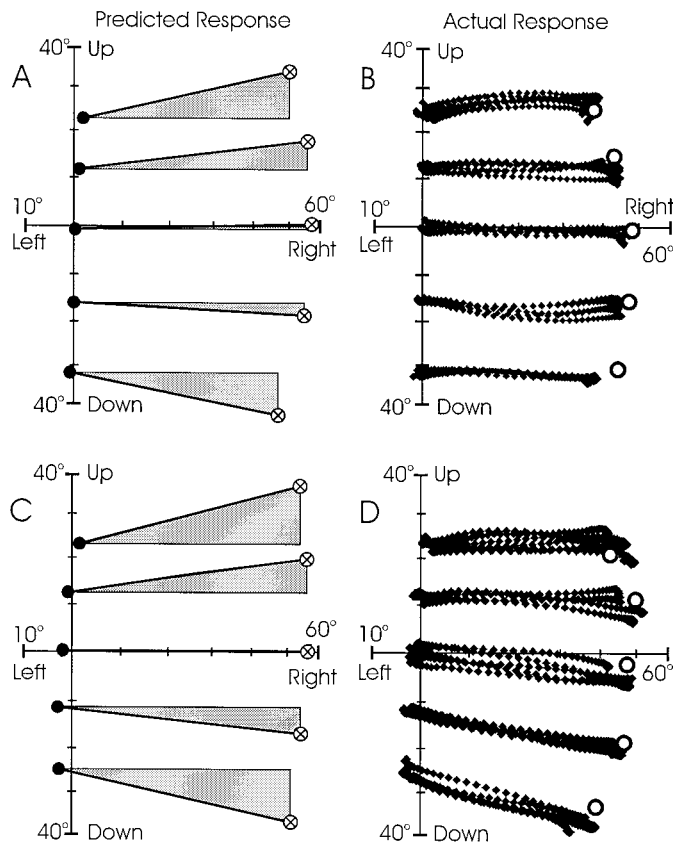 Predicted Response
Actual Response
40°
Up
A
10°
Left
60°
Right
40°
Down
40°
Up
B
10°
Left
Right
60°
40°
Down
40°
Up
C
10°
Left
60°
Right
40°
Down
40°
Up
D
10°
Left
Right
60°
40°
Down